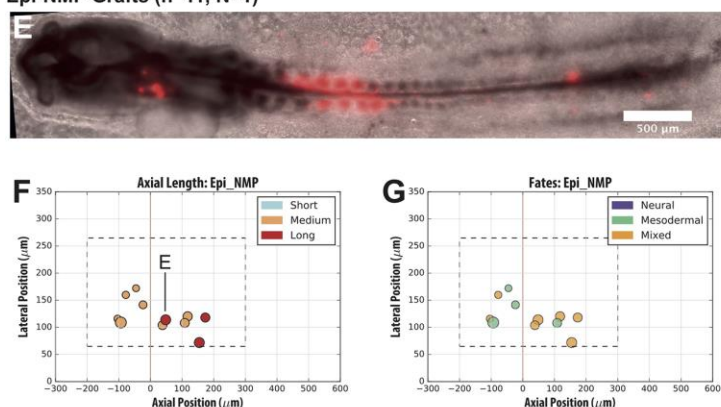 Epi-NMP Grafts (n=11, N=4)
E
500 μm
F
Axial Length: Epi_NMP
Lateral Position (μm)
350
300
250
200
150
100
50
0
Short
Medium
Long
E
−300 −200 −100 0 100 200 300 400 500 600
Axial Position (μm)
G
Fates: Epi_NMP
Lateral Position (μm)
350
300
250
200
150
100
50
0
Neural
Mesodermal
Mixed
−300 −200 −100 0 100 200 300 400 500 600
Axial Position (μm)